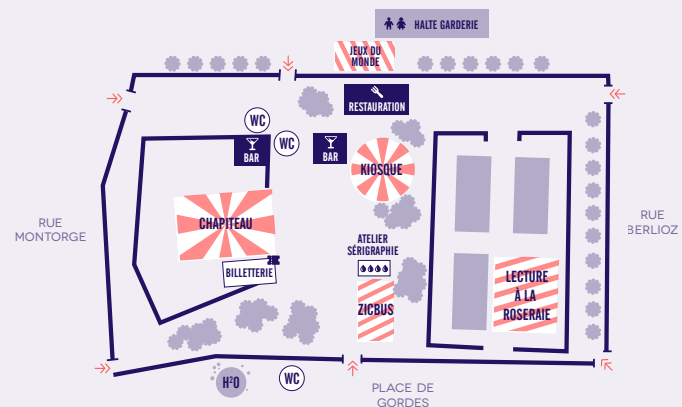 HALTE GARDERIE
JEUX DU
MONDE
RESTAURATION
WC
WC
BAR
BAR
KIOSQUE
CHAPITEAU
RUE
MONTORGE
RUE
BERLIOZ
ATELIER
SÉRIGRAPHIE
BILLETTERIE
LECTURE
À LA
ROSERAIE
ZICBUS
H²O
WC
PLACE DE
GORDES